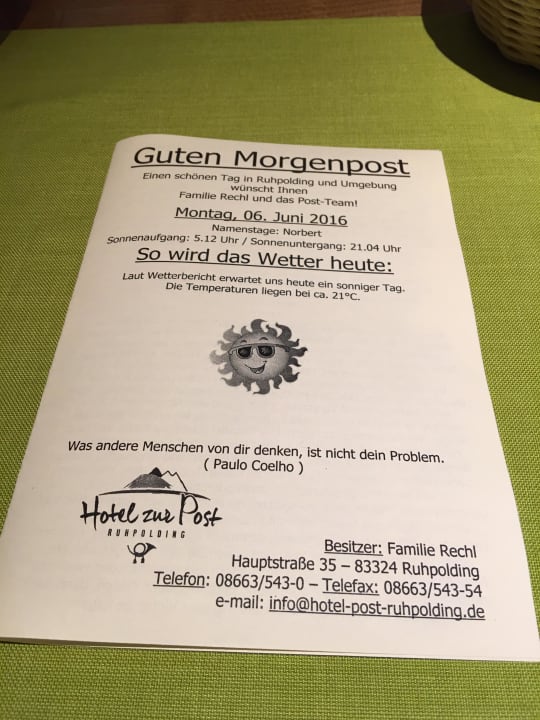 Guten Morgenpost
Einen schönen Tag in Ruhpolding und Umgebung
wünscht Ihnen
Familie Rechl und das Post-Team!
Montag, 06. Juni 2016
Namenstage: Norbert
Sonnenaufgang: 5.12 Uhr / Sonnenuntergang: 21.04 Uhr
So wird das Wetter heute:
Laut Wetterbericht erwartet uns heute ein sonniger Tag.
Die Temperaturen liegen bei ca. 21°C.
Was andere Menschen von dir denken, ist nicht dein Problem.
( Paulo Coelho )
Hotel zur Post
RUHPOLDING
Besitzer: Familie Rechl
Hauptstraße 35 – 83324 Ruhpolding
Telefon: 08663/543-0 – Telefax: 08663/543-54
e-mail: info@hotel-post-ruhpolding.de